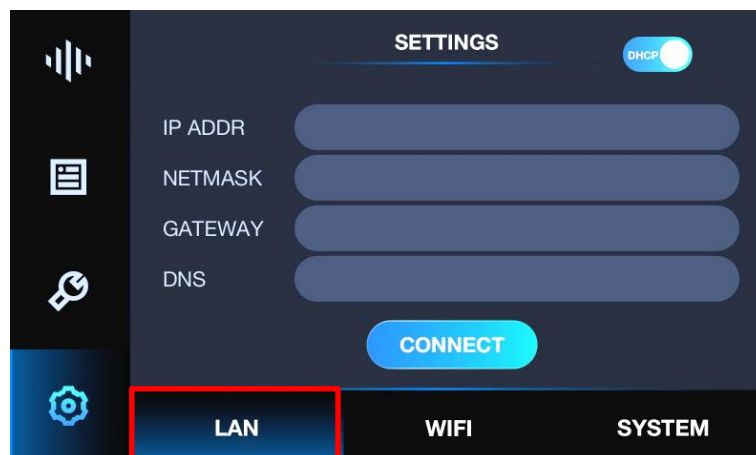 SETTINGS
DHCP
IP ADDR
NETMASK
GATEWAY
DNS
CONNECT
LAN
WIFI
SYSTEM